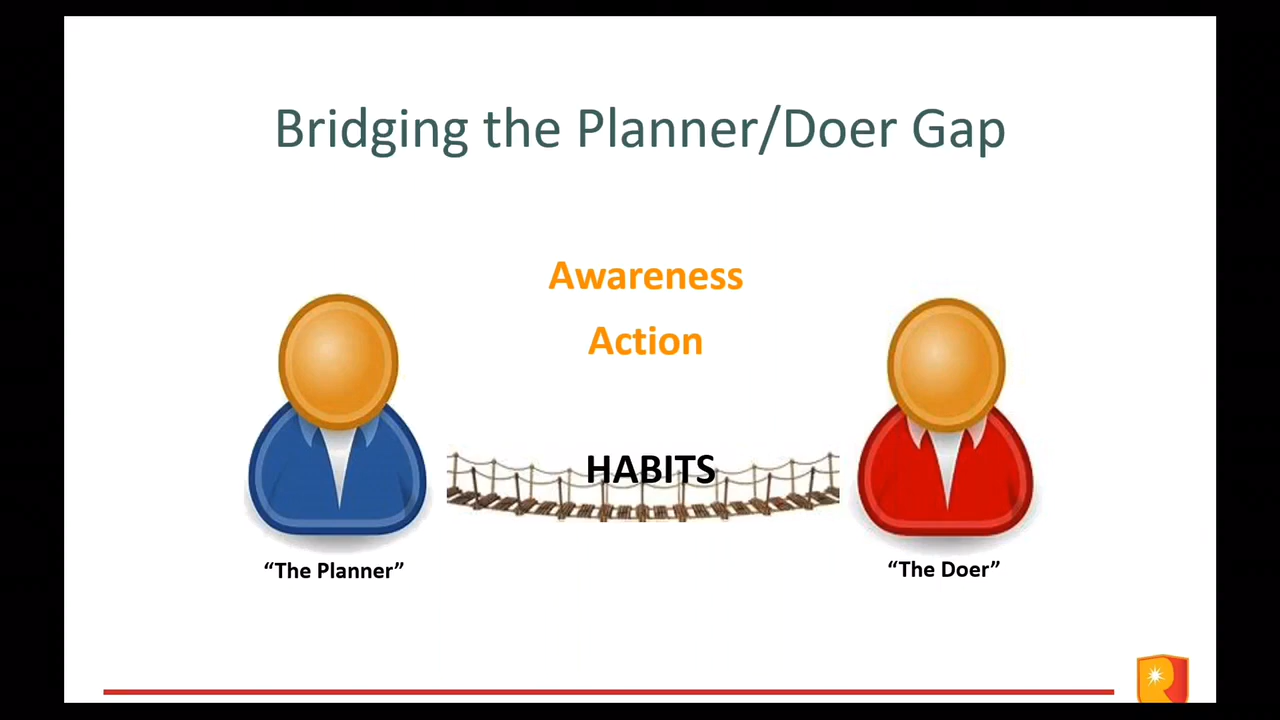 Bridging the Planner/Doer Gap
Awareness
Action
HABITS
“The Planner”
“The Doer”